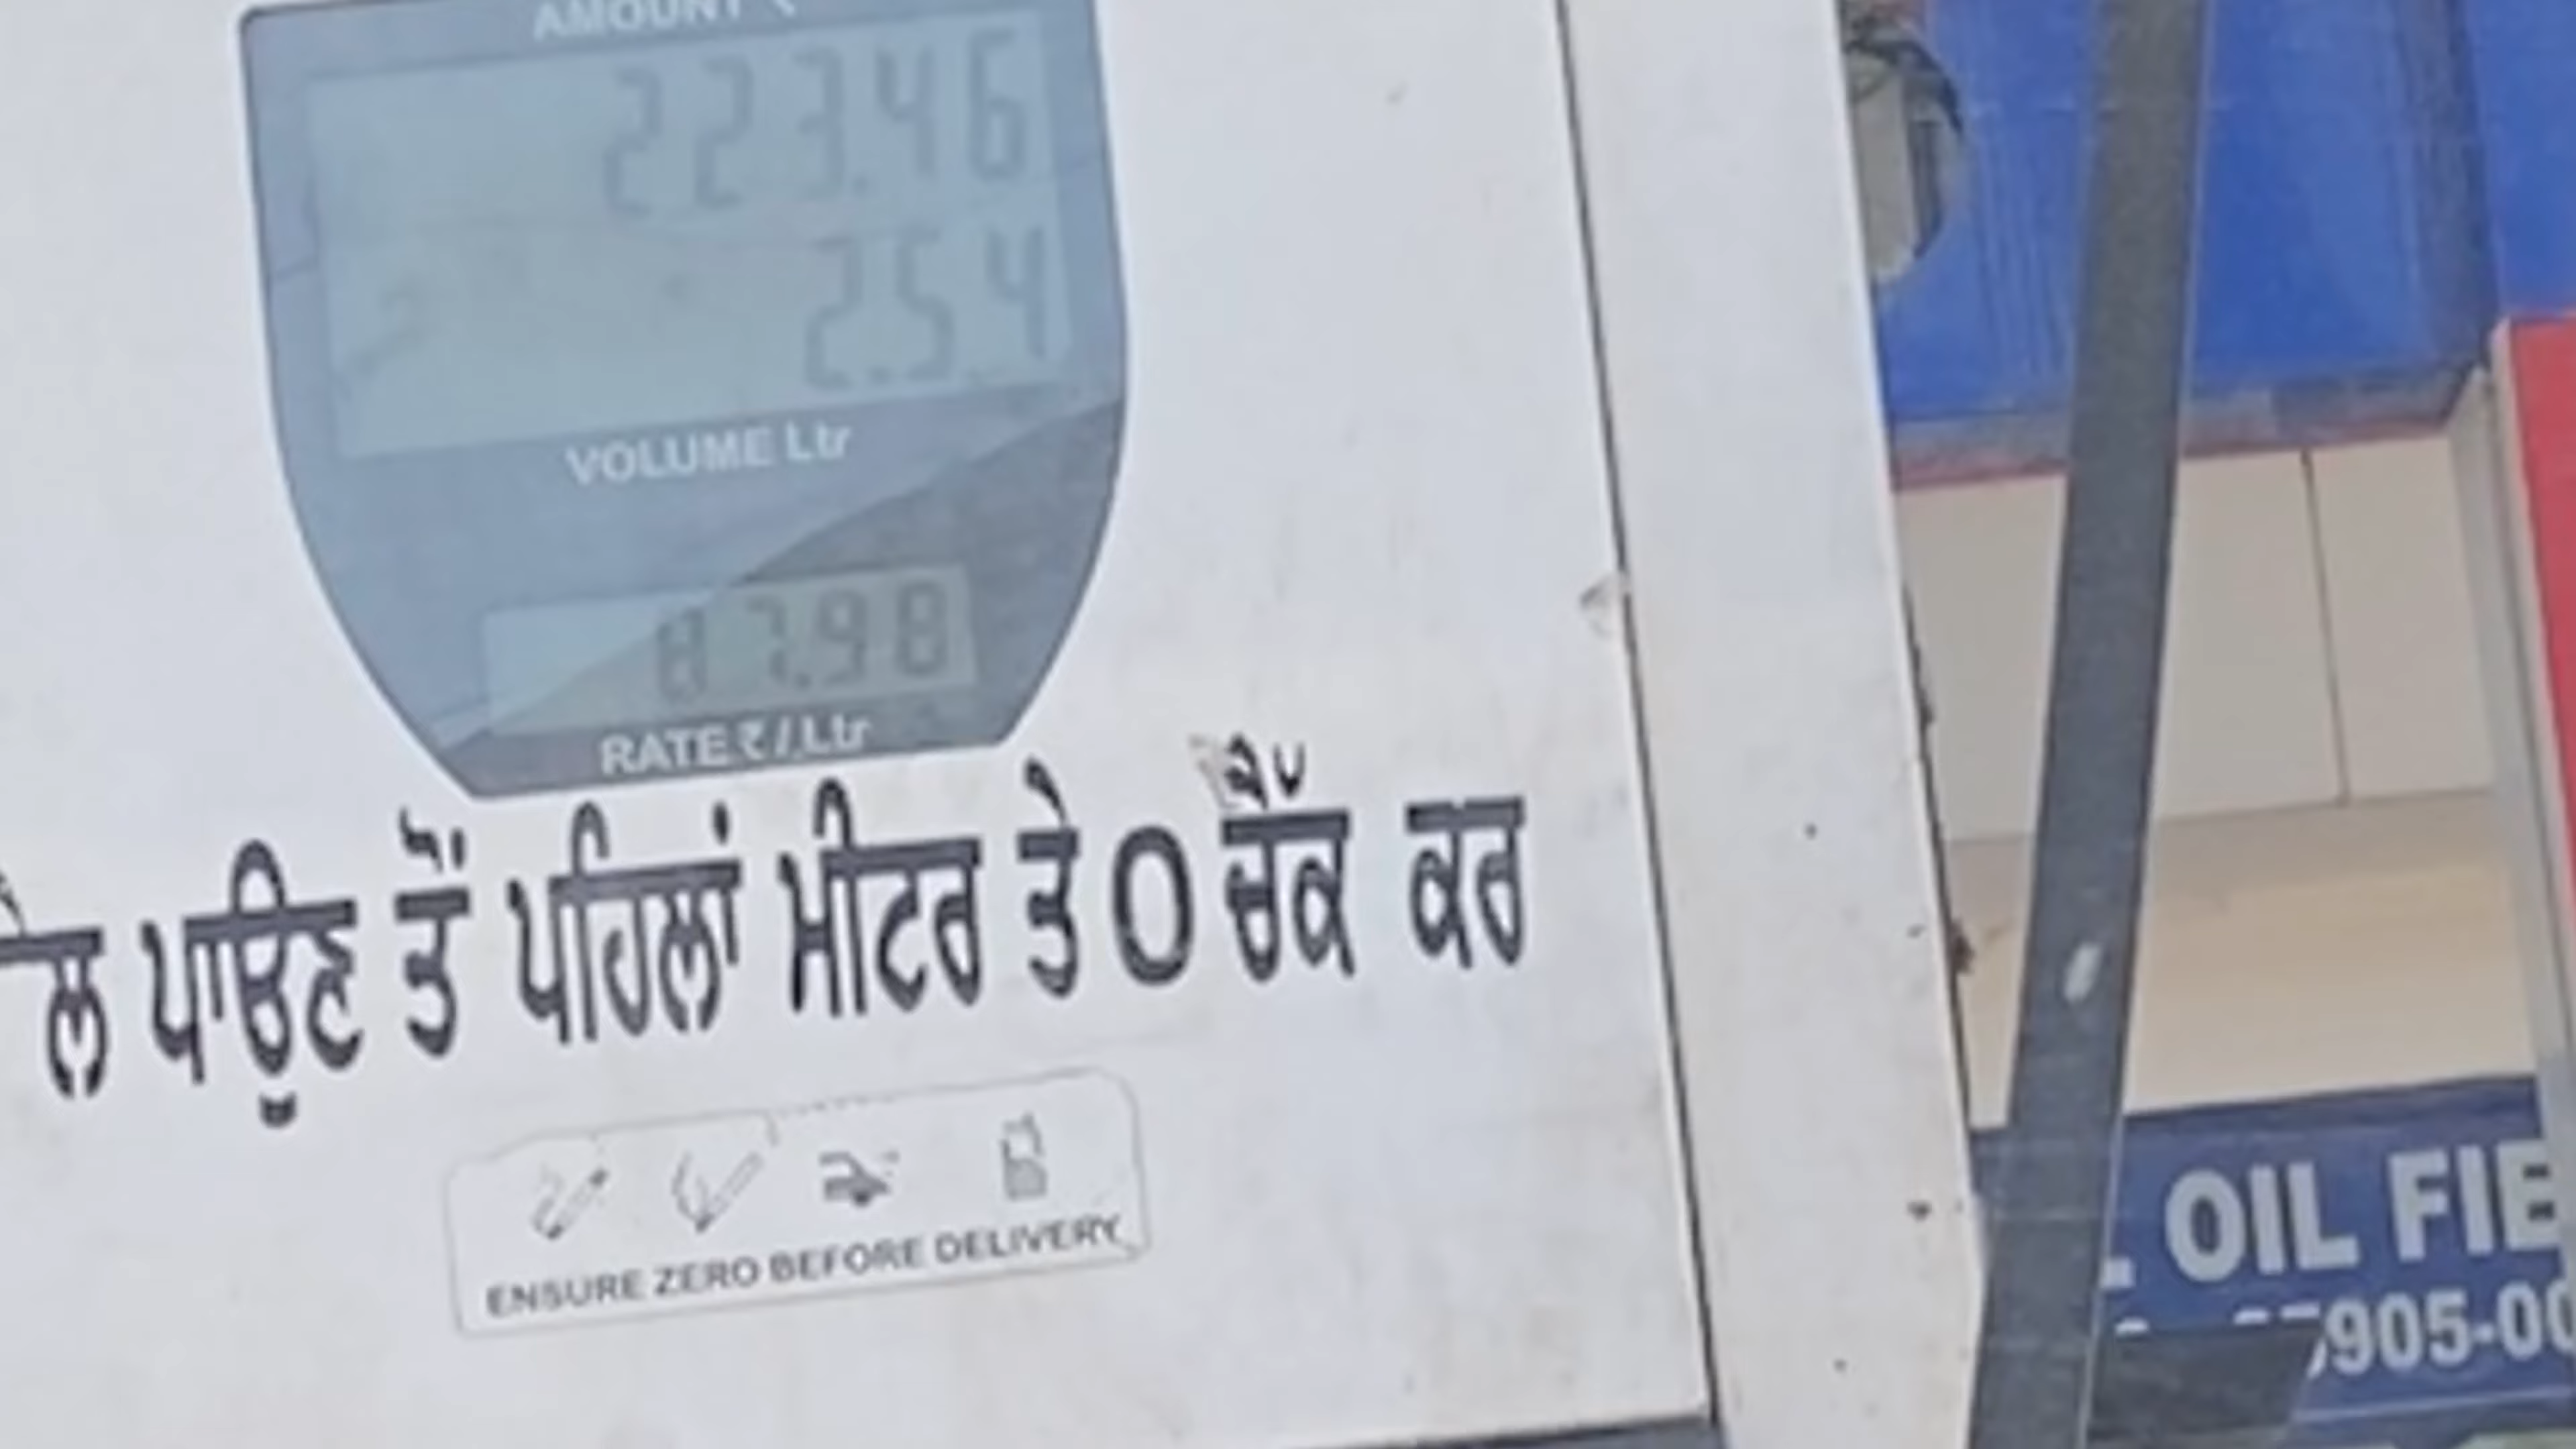 AMOUNT ₹
223.46
2.54
VOLUME Ltr
87.98
RATE ₹ / Ltr
ਪਾਉਣ ਤੋਂ ਪਹਿਲਾਂ ਮੀਟਰ ਤੇ 0 ਚੈੱਕ ਕਰ
ENSURE ZERO BEFORE DELIVERY
OIL
905-00